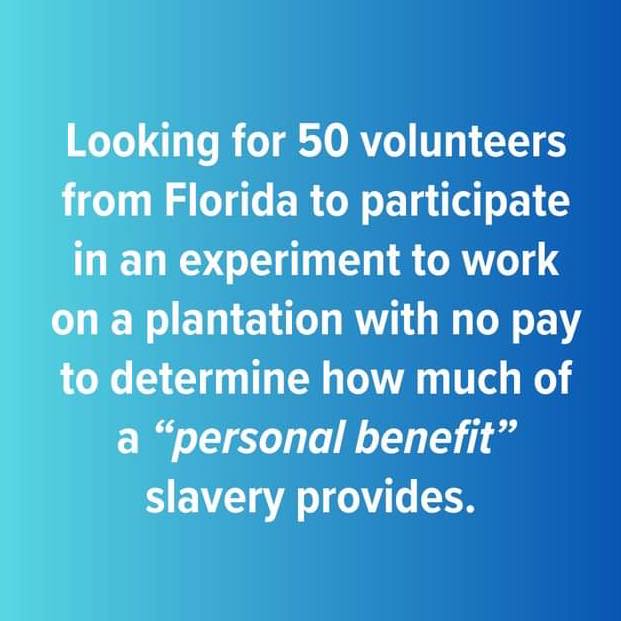 Looking for 50 volunteers
from Florida to participate
in an experiment to work
on a plantation with no pay
to determine how much of
a “personal benefit”
slavery provides.